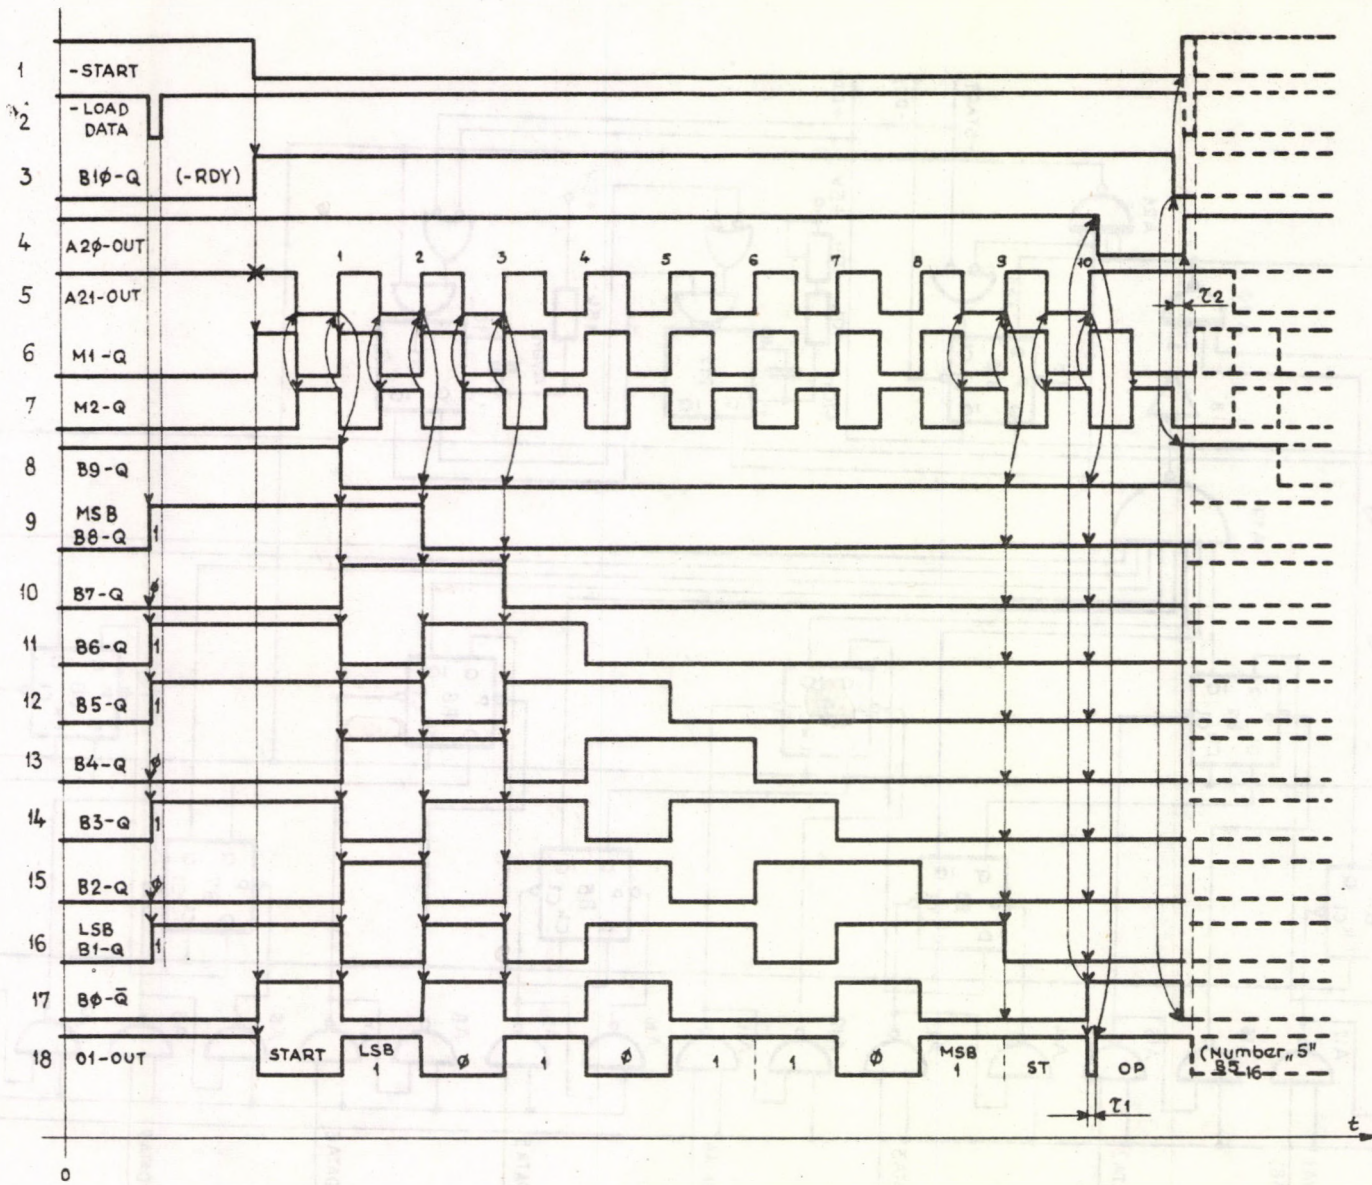 1 -START
2 -LOAD DATA
3 B1ϕ-Q (-RDY)
4 A2ϕ-OUT
1 2 3 4 5 6 7 8 9 10
5 A21-OUT
τ2
6 M1-Q
7 M2-Q
8 B9-Q
9 MSB B8-Q 1
10 B7-Q ϕ
11 B6-Q 1
12 B5-Q 1
13 B4-Q ϕ
14 B3-Q 1
15 B2-Q ϕ
16 LSB B1-Q 1
17 Bϕ-Q̄
18 01-OUT START LSB 1 ϕ 1 ϕ 1 1 ϕ MSB 1 ST OP (Number„5" B5 16
τ1
t
0